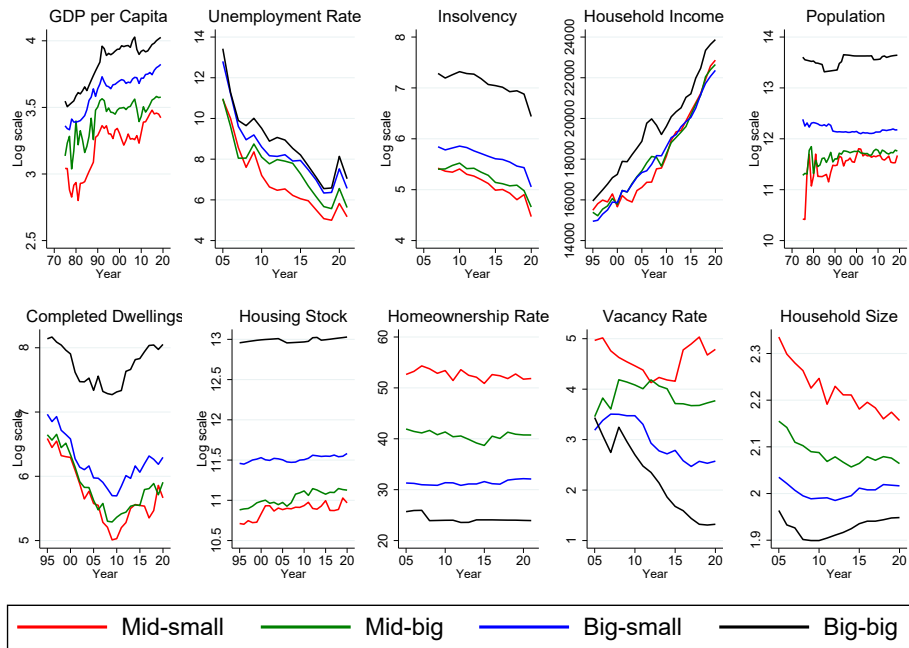 GDP per Capita
Unemployment Rate
Insolvency
Household Income
Population
Log scale
2.5 3 3.5 4
70 80 90 00 10 20
Year
4 6 8 10 12 14
05 10 15 20
Year
Log scale
4 5 6 7 8
05 10 15 20
Year
14000 16000 18000 20000 22000 24000
95 00 05 10 15 20
Year
Log scale
10 11 12 13 14
70 80 90 00 10 20
Year
Completed Dwellings
Housing Stock
Homeownership Rate
Vacancy Rate
Household Size
Log scale
5 6 7 8
95 00 05 10 15 20
Year
Log scale
10.5 11 11.5 12 12.5 13
95 00 05 10 15 20
Year
20 30 40 50 60
05 10 15 20
Year
1 2 3 4 5
05 10 15 20
Year
1.9 2 2.1 2.2 2.3
05 10 15 20
Year
Mid-small Mid-big Big-small Big-big